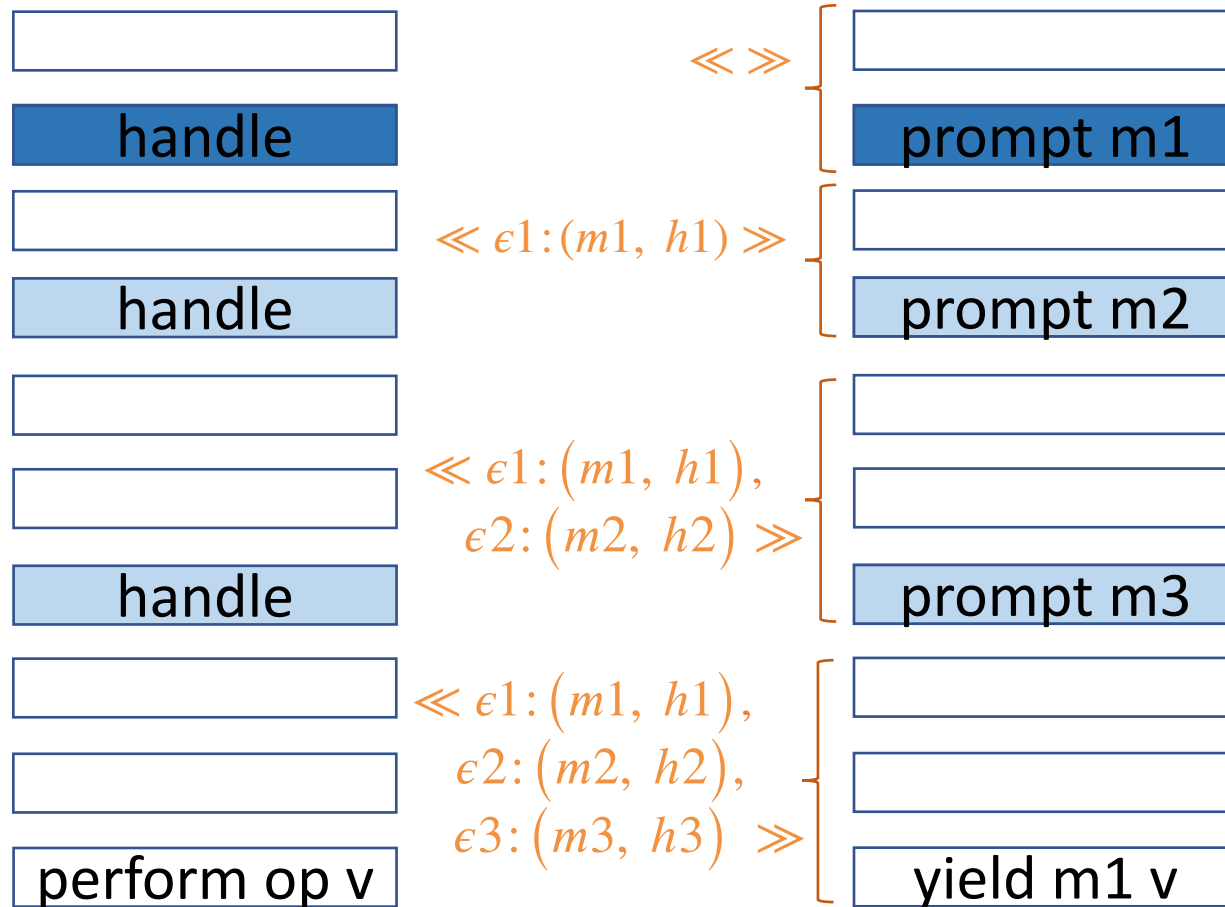 ≪ ≫
handle
prompt m1
≪ ϵ1:(m1, h1) ≫
handle
prompt m2
≪ ϵ1:(m1, h1),
ϵ2:(m2, h2) ≫
handle
prompt m3
≪ ϵ1:(m1, h1),
ϵ2:(m2, h2),
ϵ3:(m3, h3) ≫
perform op v
yield m1 v